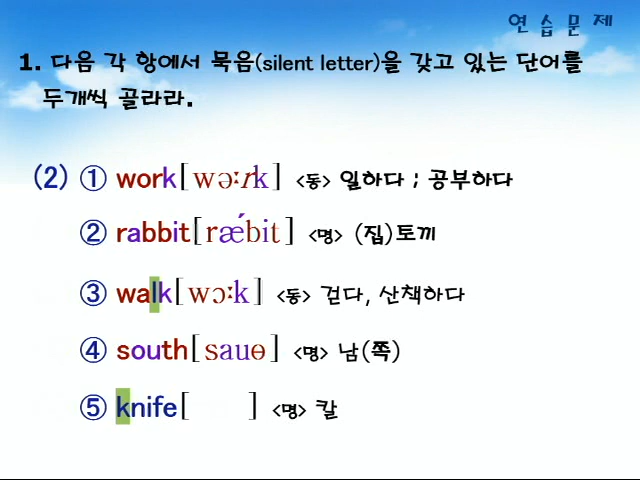 연 습 문 제
1. 다음 각 항에서 묵음(silent letter)을 갖고 있는 단어를
두개씩 골라라.
(2) ① work[wəːrk] <동> 일하다 ; 공부하다
② rabbit[rǽbit] <명> (집)토끼
③ walk[wɔːk] <동> 걷다, 산책하다
④ south[sauɵ] <명> 남(쪽)
⑤ knife[ ] <명> 칼